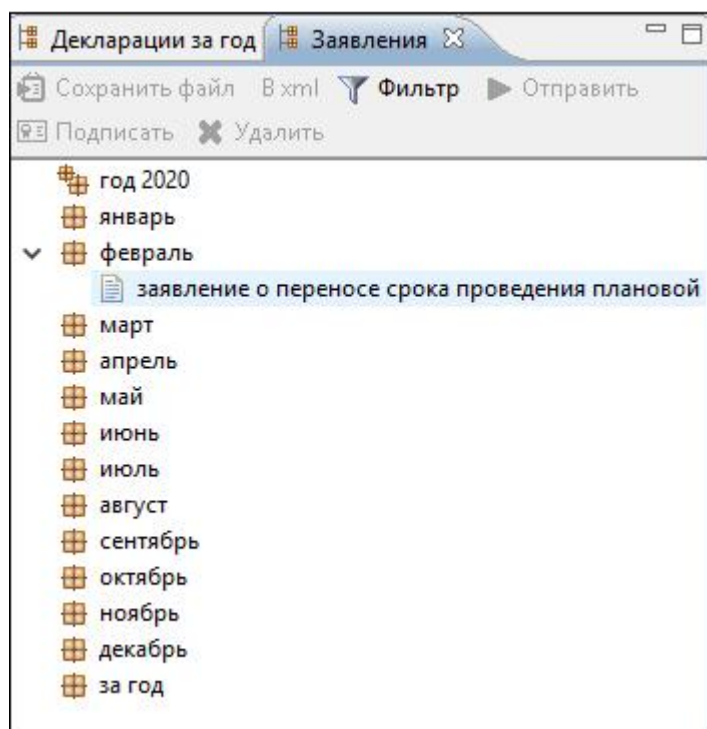 Декларации за год Заявления
Сохранить файл В xml Фильтр Отправить
Подписать Удалить
год 2020
январь
февраль
заявление о переносе срока проведения плановой
март
апрель
май
июнь
июль
август
сентябрь
октябрь
ноябрь
декабрь
за год